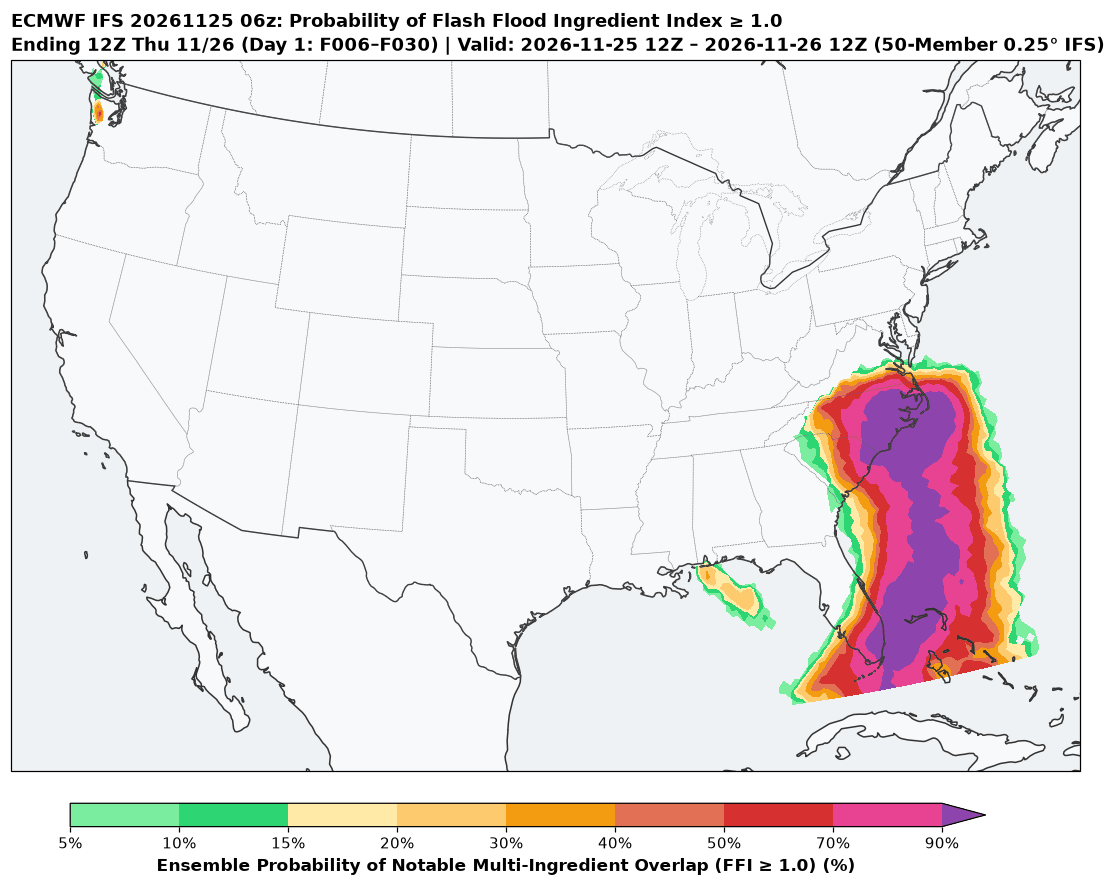 ECMWF IFS 20261125 06z: Probability of Flash Flood Ingredient Index ≥ 1.0
Ending 12Z Thu 11/26 (Day 1: F006–F030) | Valid: 2026-11-25 12Z – 2026-11-26 12Z (50-Member 0.25° IFS)
5% 10% 15% 20% 30% 40% 50% 70% 90%
Ensemble Probability of Notable Multi-Ingredient Overlap (FFI ≥ 1.0) (%)